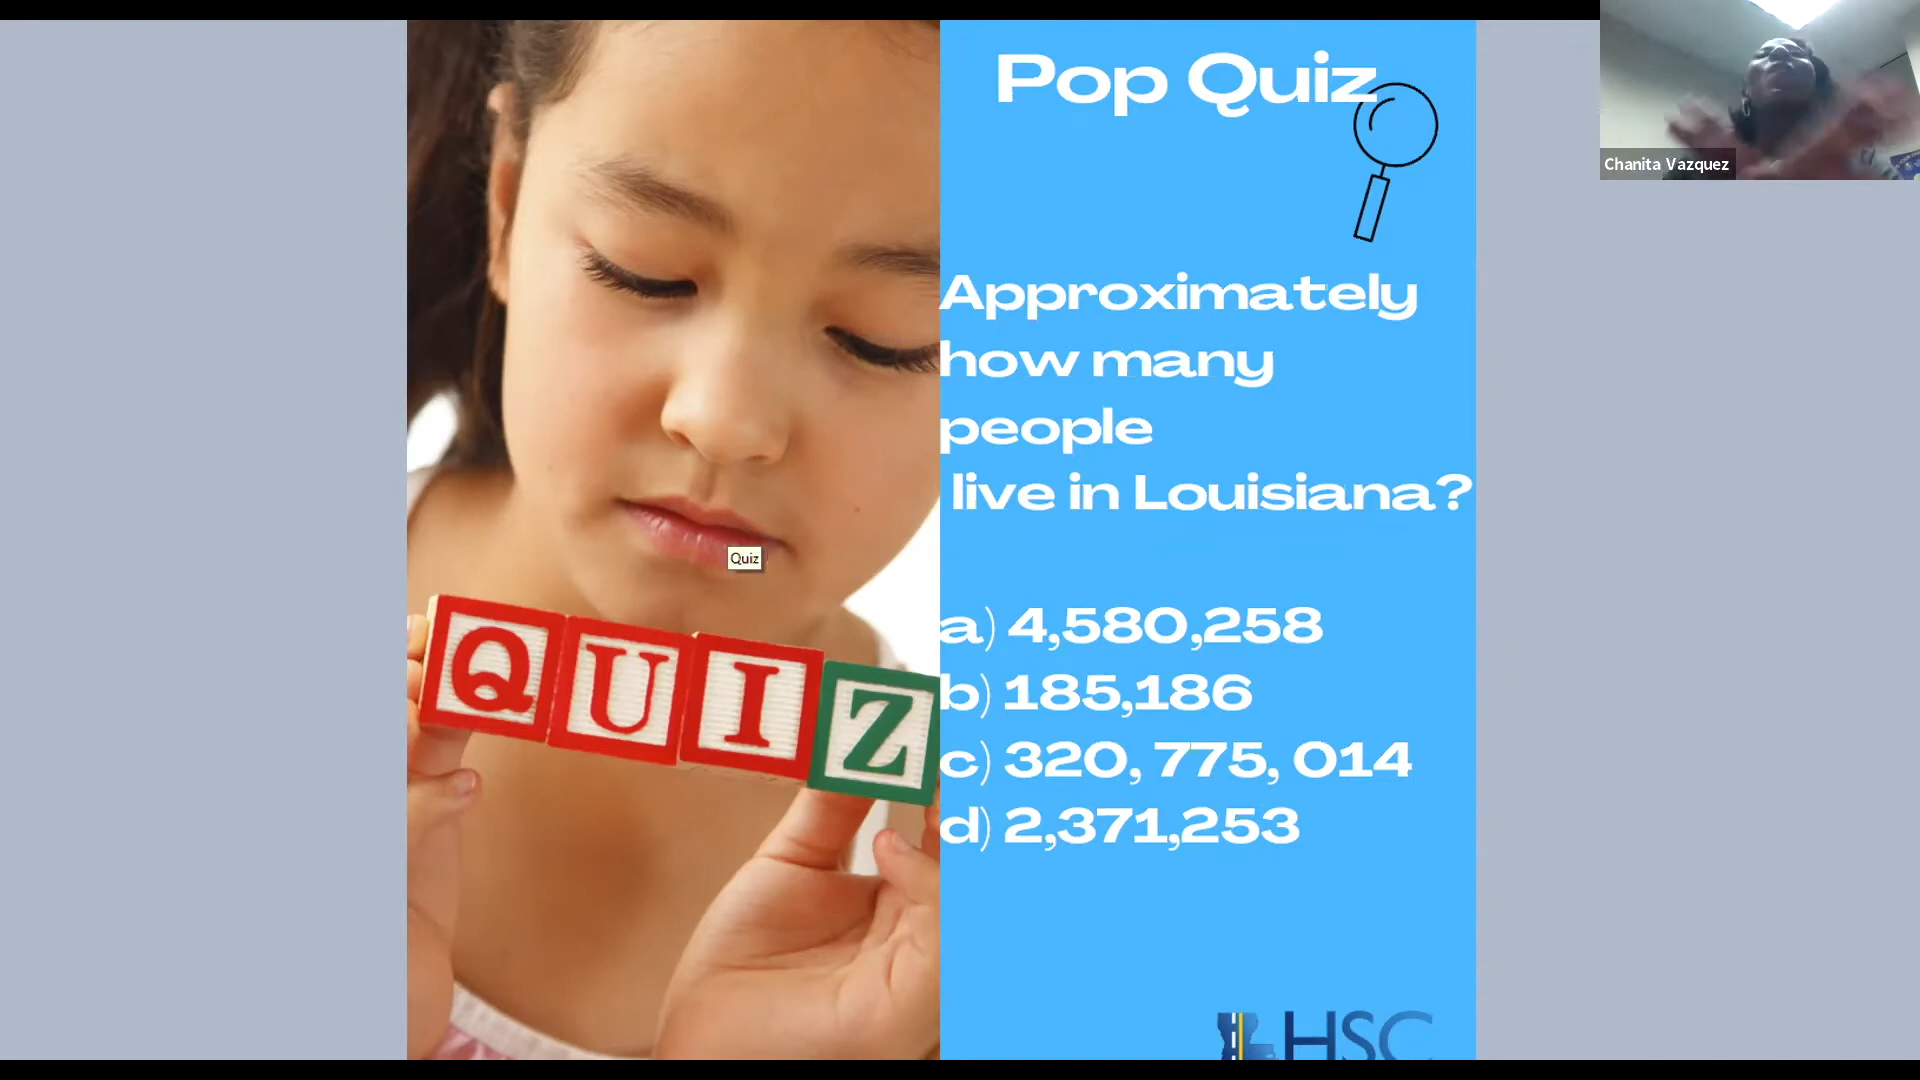 Pop Quiz
Chanita Vazquez
Approximately
how many
people
live in Louisiana?
Quiz
QUIZ
a) 4,580,258
b) 185,186
c) 320, 775, 014
d) 2,371,253
HSC